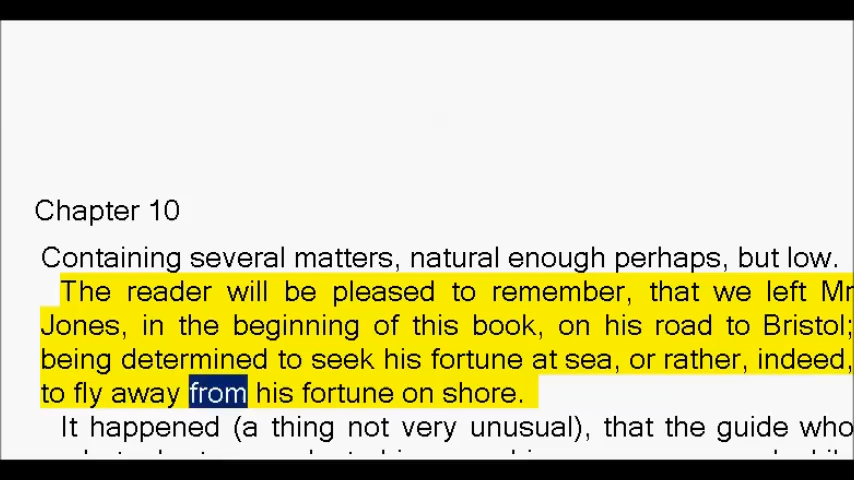 Chapter 10
Containing several matters, natural enough perhaps, but low.
The reader will be pleased to remember, that we left Mr
Jones, in the beginning of this book, on his road to Bristol;
being determined to seek his fortune at sea, or rather, indeed,
to fly away from his fortune on shore.
It happened (a thing not very unusual), that the guide who